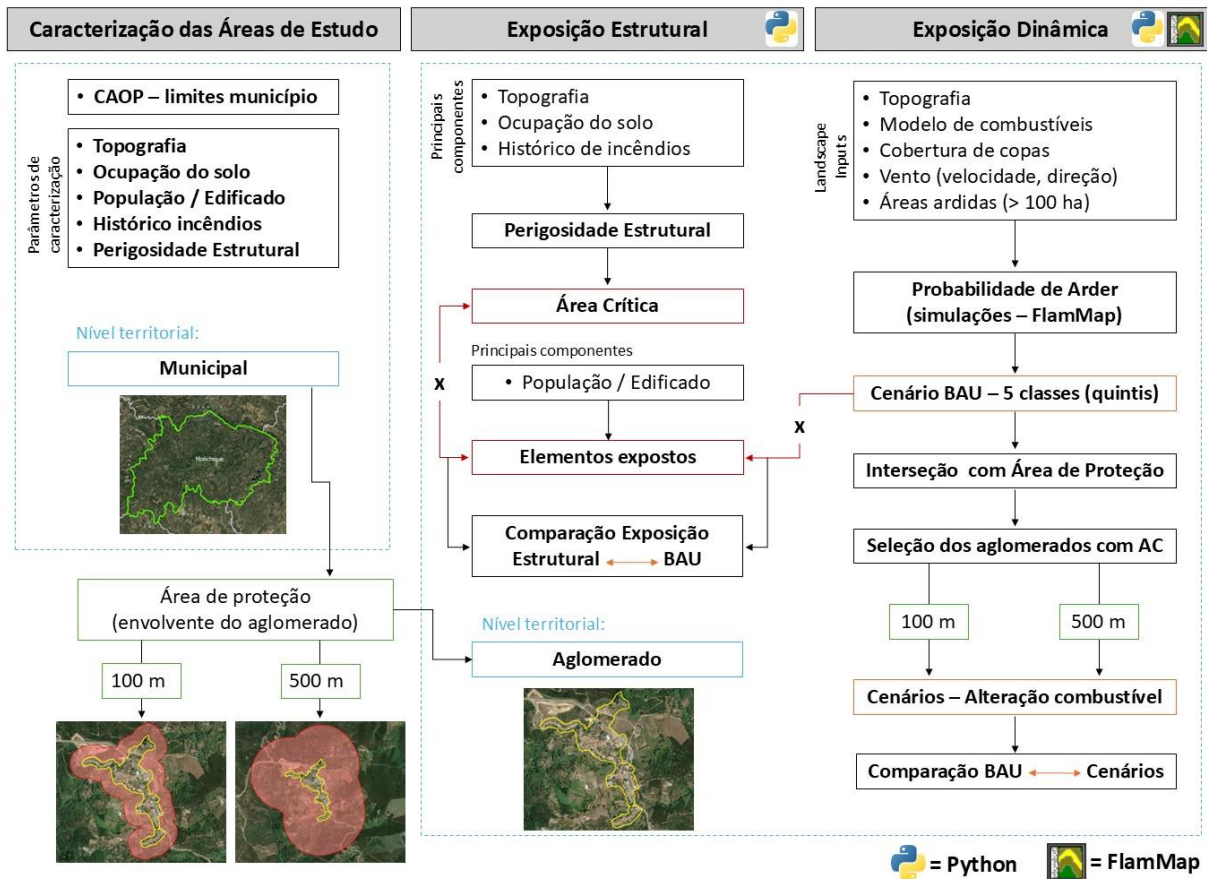 Caracterização das Áreas de Estudo
Parâmetros de
caracterização
• CAOP – limites município
• Topografia
• Ocupação do solo
• População / Edificado
• Histórico incêndios
• Perigosidade Estrutural
Nível territorial:
Municipal
Monchique
Área de proteção
(envolvente do aglomerado)
100 m
500 m
Exposição Estrutural
Principais
componentes
• Topografia
• Ocupação do solo
• Histórico de incêndios
Perigosidade Estrutural
Área Crítica
Principais componentes
• População / Edificado
X
Elementos expostos
Comparação Exposição
Estrutural BAU
Nível territorial:
Aglomerado
Exposição Dinâmica
Landscape
Inputs
• Topografia
• Modelo de combustíveis
• Cobertura de copas
• Vento (velocidade, direção)
• Áreas ardidas (> 100 ha)
Probabilidade de Arder
(simulações – FlamMap)
Cenário BAU – 5 classes (quintis)
X
Interseção com Área de Proteção
Seleção dos aglomerados com AC
100 m
500 m
Cenários – Alteração combustível
Comparação BAU Cenários
= Python
= FlamMap